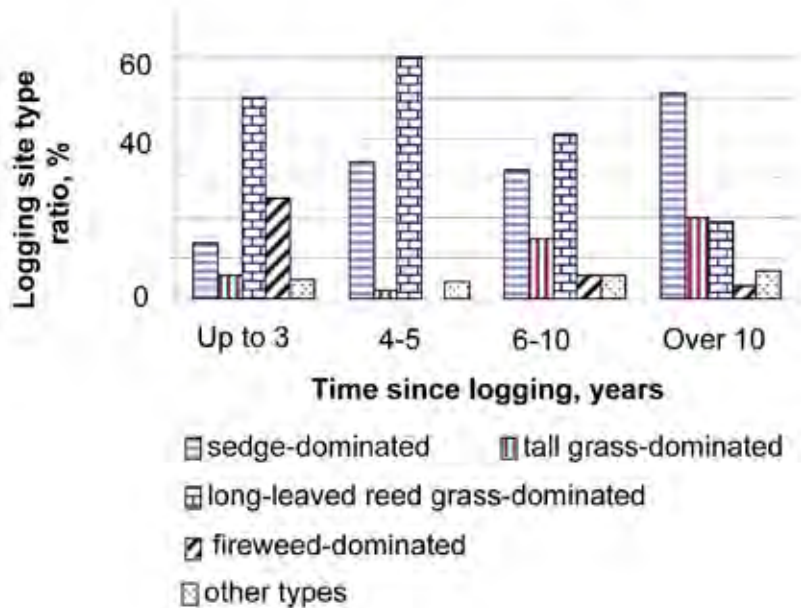 Logging site type
ratio, %
60
40
0
Up to 3 4-5 6-10 Over 10
Time since logging, years
sedge-dominated tall grass-dominated
long-leaved reed grass-dominated
fireweed-dominated
other types